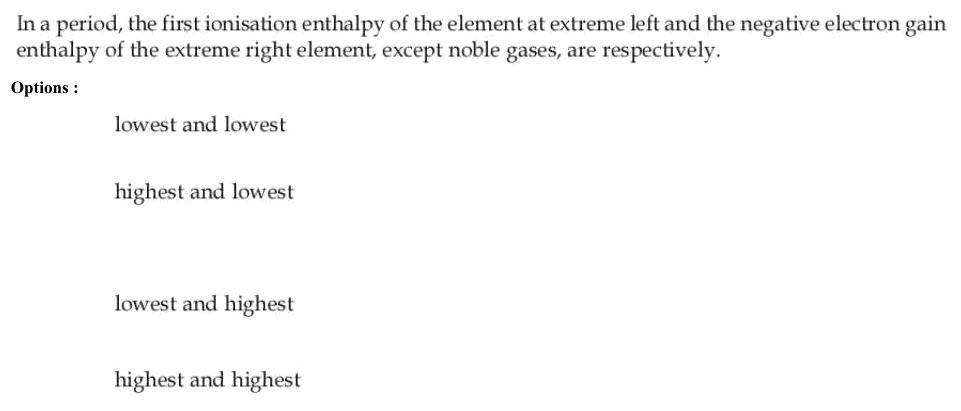 In a period, the first ionisation enthalpy of the element at extreme left and the negative electron gain
enthalpy of the extreme right element, except noble gases, are respectively.
Options :
lowest and lowest
highest and lowest
lowest and highest
highest and highest